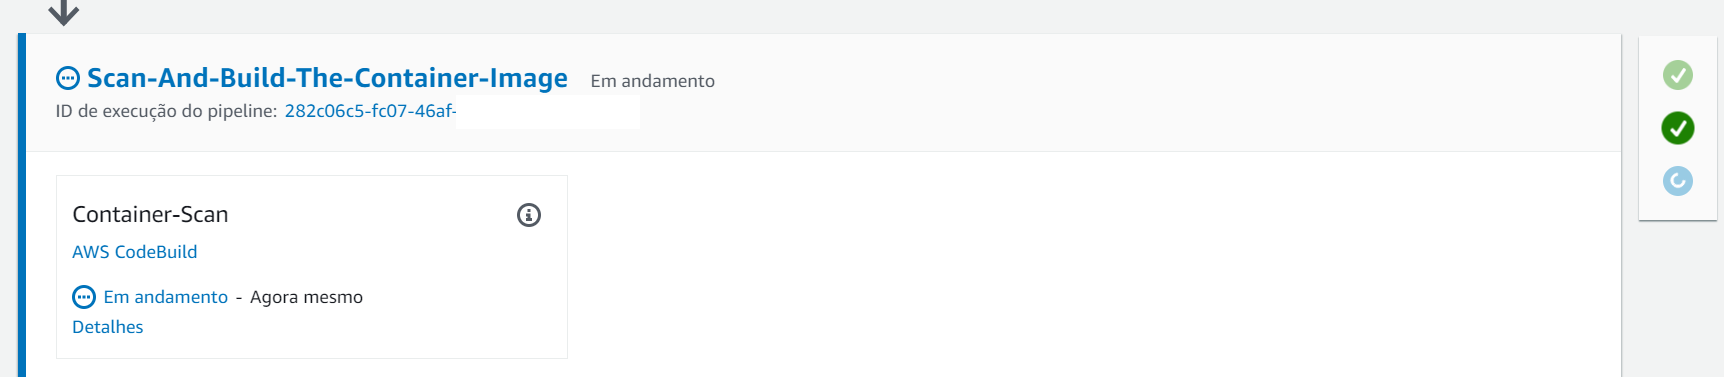 Scan-And-Build-The-Container-Image Em andamento
ID de execução do pipeline: 282c06c5-fc07-46af-
Container-Scan
AWS CodeBuild
Em andamento - Agora mesmo
Detalhes